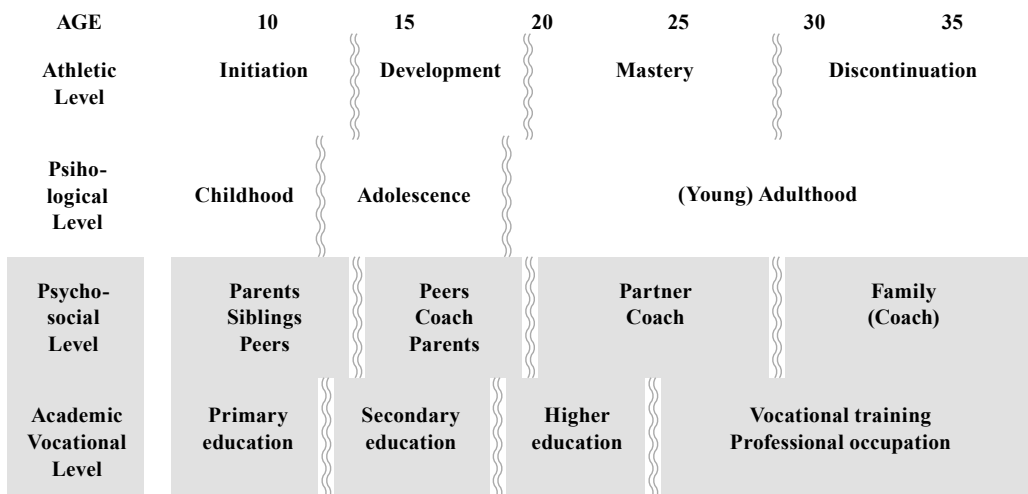 AGE 10 15 20 25 30 35
Athletic Level Initiation Development Mastery Discontinuation
Psiho-
logical
Level
Childhood Adolescence (Young) Adulthood
Psycho-
social
Level
Parents
Siblings
Peers
Peers
Coach
Parents
Partner
Coach
Family
(Coach)
Academic
Vocational
Level
Primary
education
Secondary
education
Higher
education
Vocational training
Professional occupation